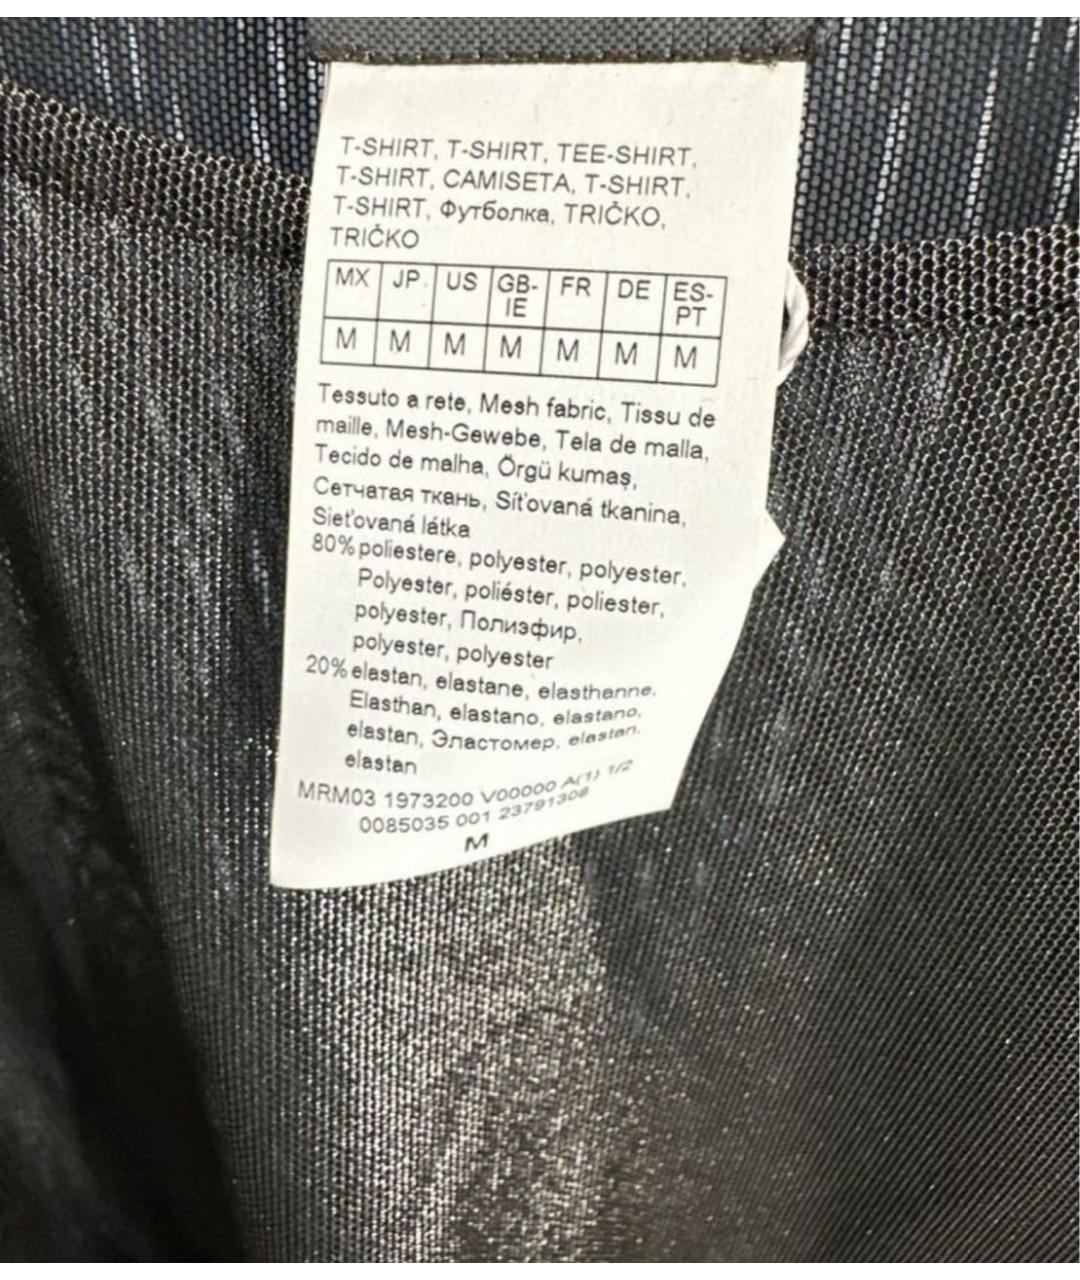 T-SHIRT, T-SHIRT, TEE-SHIRT,
T-SHIRT, CAMISETA, T-SHIRT,
T-SHIRT, Футболка, TRIČKO,
TRIČKO
MX JP US GB-IE FR DE ES-PT
M M M M M M M
Tessuto a rete, Mesh fabric, Tissu de
maille, Mesh-Gewebe, Tela de malla,
Tecido de malha, Örgü kumaş,
Сетчатая ткань, Síťovaná tkanina,
Sieťovaná látka
80% poliestere, polyester, polyester,
Polyester, poliéster, poliester,
polyester, Полиэфир,
polyester, polyester
20% elastan, elastane, elasthanne,
Elasthan, elastano, elastano,
elastan, Эластомер, elastan,
elastan
MRM03 1973200 V00000 A(1) 1/2
0085035 001 23791308
M